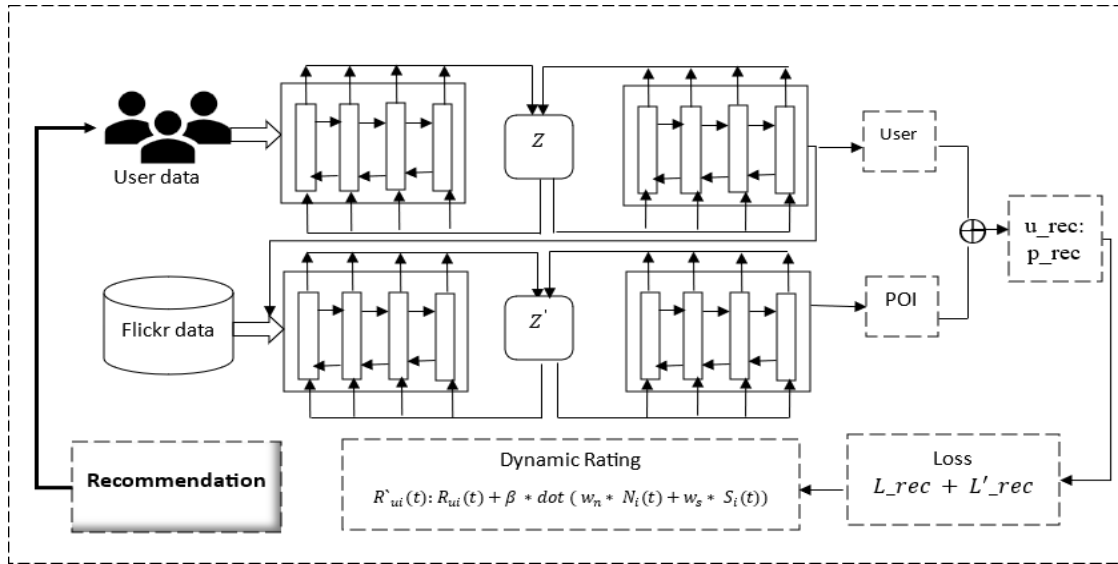 User data
Z
User
u_rec:
p_rec
Flickr data
Z'
POI
Recommendation
Dynamic Rating
R`ui(t): Rui(t) + β * dot ( wn * Ni(t) + ws * Si(t))
Loss
L_rec + L'_rec